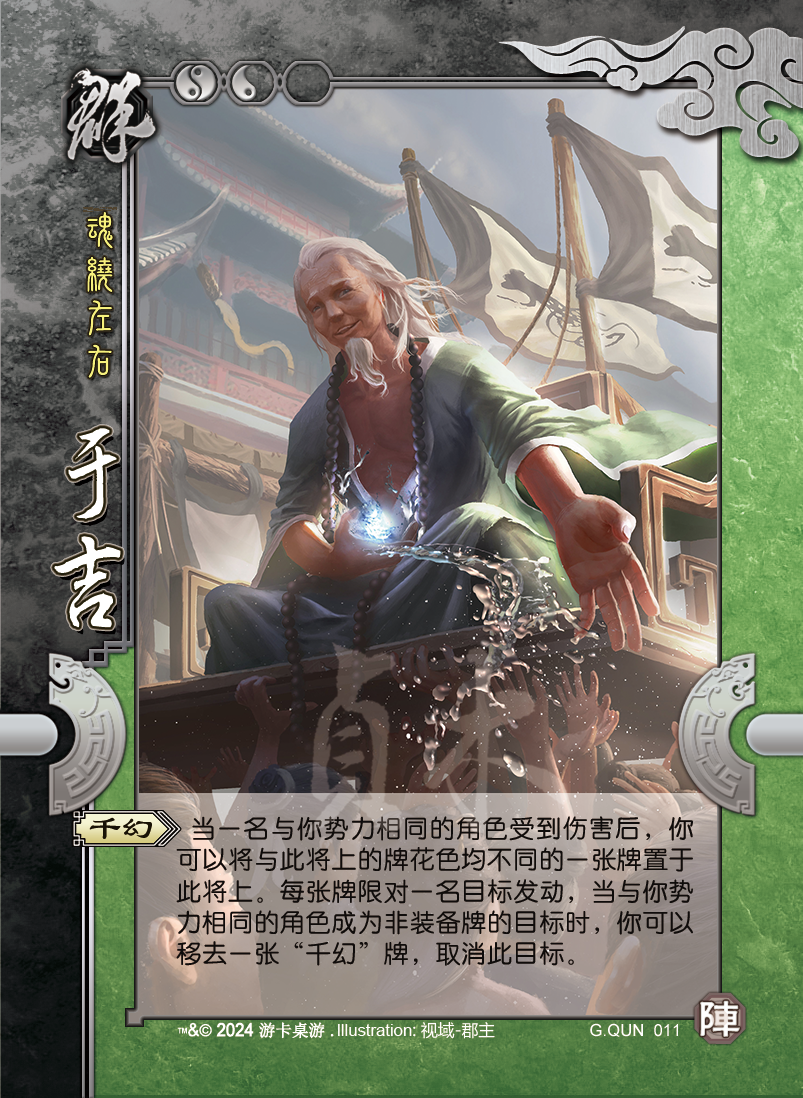 群
魂繞左右
于吉
千幻
当一名与你势力相同的角色受到伤害后，你
可以将与此将上的牌花色均不同的一张牌置于
此将上。每张牌限对一名目标发动，当与你势
力相同的角色成为非装备牌的目标时，你可以
移去一张“千幻”牌，取消此目标。
™&© 2024 游卡桌游 . Illustration: 视域-郡主
G.QUN 011
陣